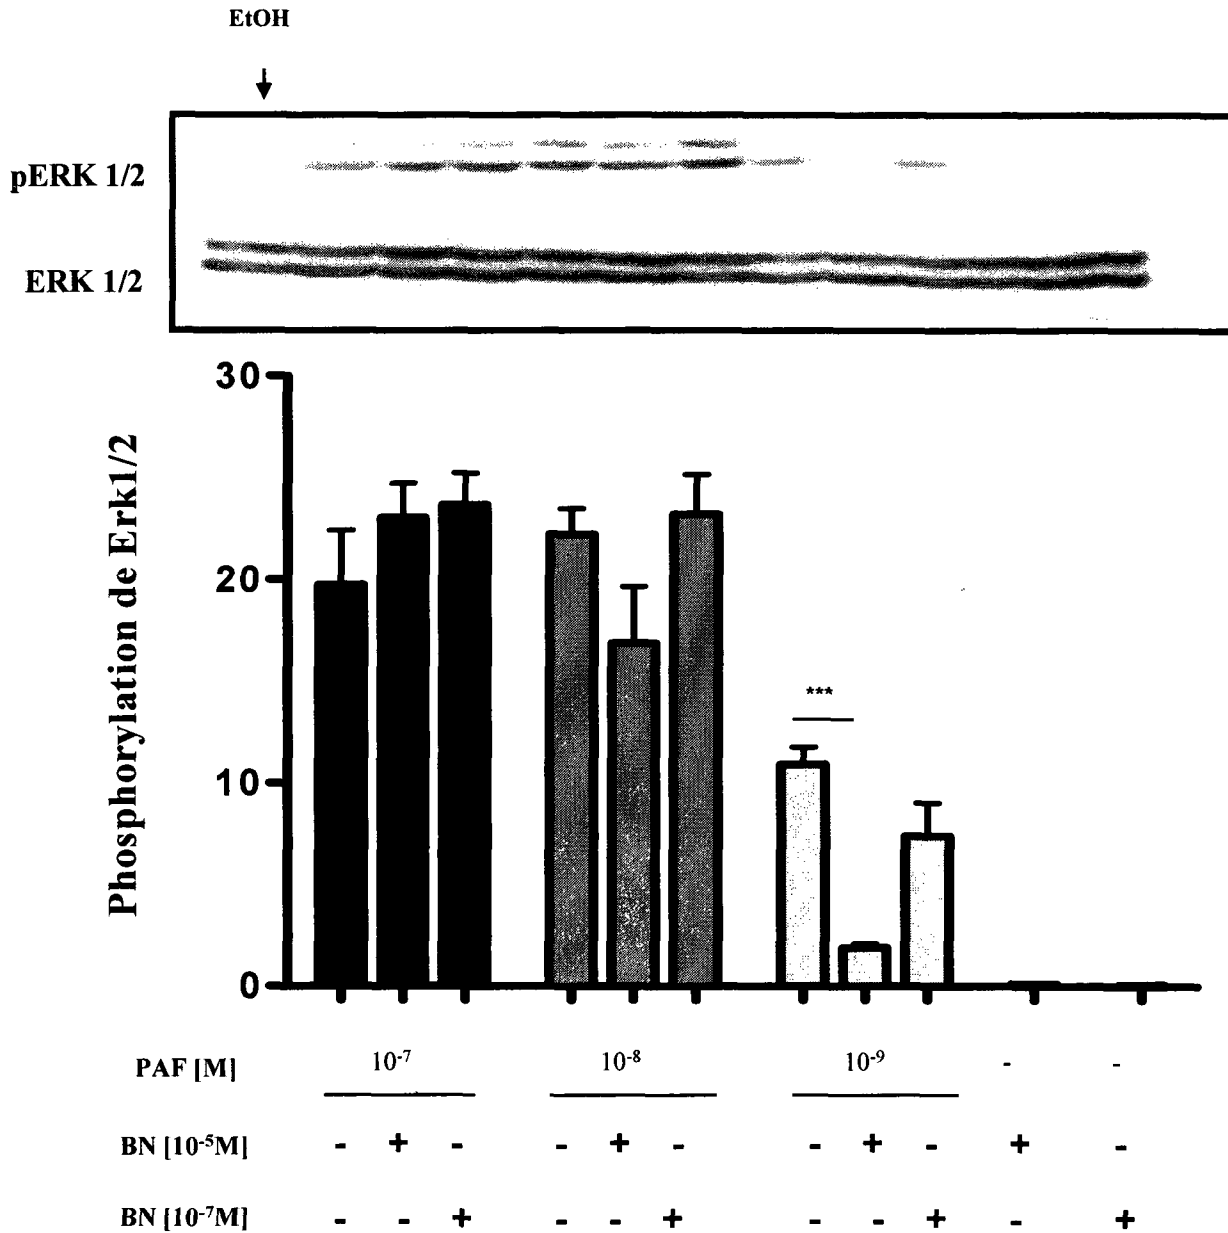 EtOH
pERK 1/2
ERK 1/2
30
20
10
0
Phosphorylation de Erk1/2
***
PAF [M] 10⁻⁷ 10⁻⁸ 10⁻⁹ - -
BN [10⁻⁵M] - + - - + - - + - + -
BN [10⁻⁷M] - - + - - + - - + - +